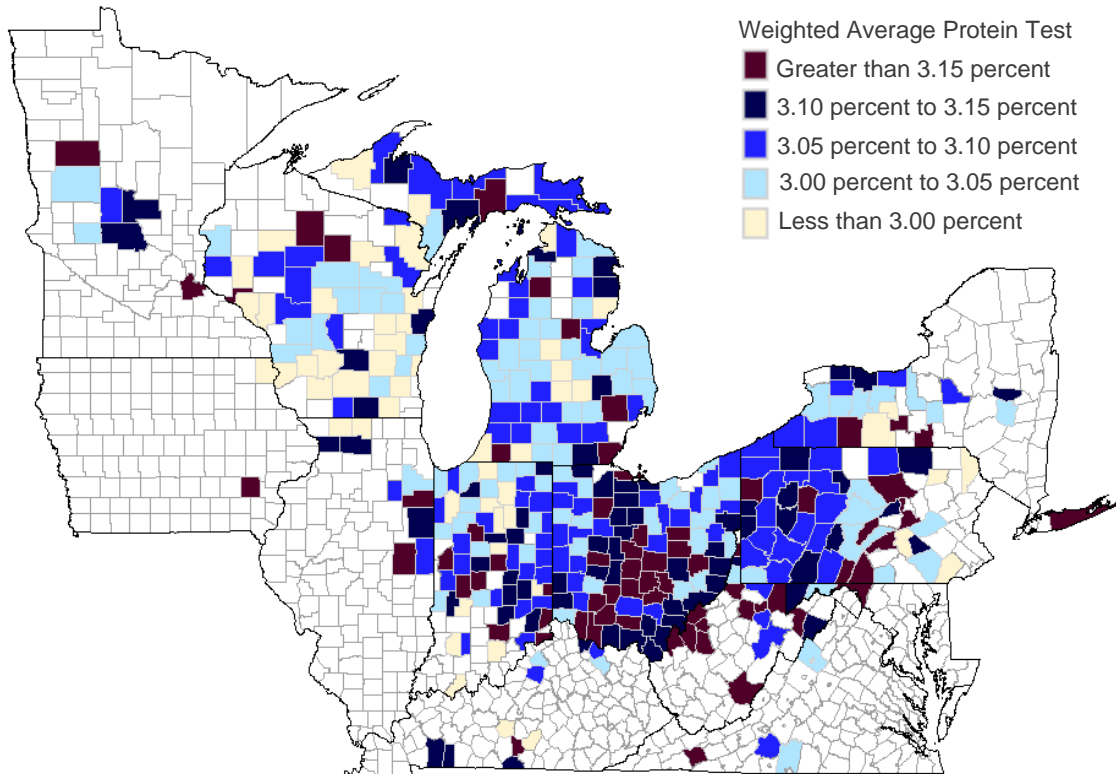 Weighted Average Protein Test
Greater than 3.15 percent
3.10 percent to 3.15 percent
3.05 percent to 3.10 percent
3.00 percent to 3.05 percent
Less than 3.00 percent